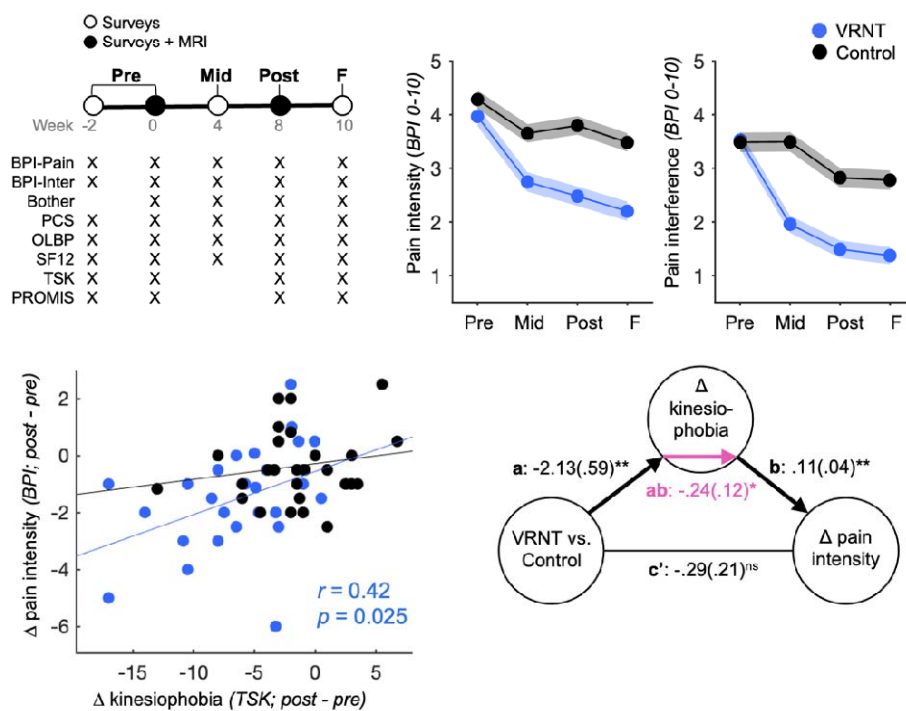 Surveys
Surveys + MRI
Pre Mid Post F
Week -2 0 4 8 10
BPI-Pain X X X X X
BPI-Inter X X X X X
Bother X X X X
PCS X X X X X
OLBP X X X X X
SF12 X X X X X
TSK X X X X
PROMIS X X X X
VRNT
Control
Pain intensity (BPI 0-10)
5
4
3
2
1
Pre Mid Post F
Pain interference (BPI 0-10)
5
4
3
2
1
Pre Mid Post F
Δ pain intensity (BPI; post - pre)
2
0
-2
-4
-6
r = 0.42
p = 0.025
-15 -10 -5 0 5
Δ kinesiophobia (TSK; post - pre)
Δ
kinesio-
phobia
a: -2.13(.59)**
b: .11(.04)**
ab: -.24(.12)*
VRNT vs.
Control
Δ pain
intensity
c': -.29(.21)ns